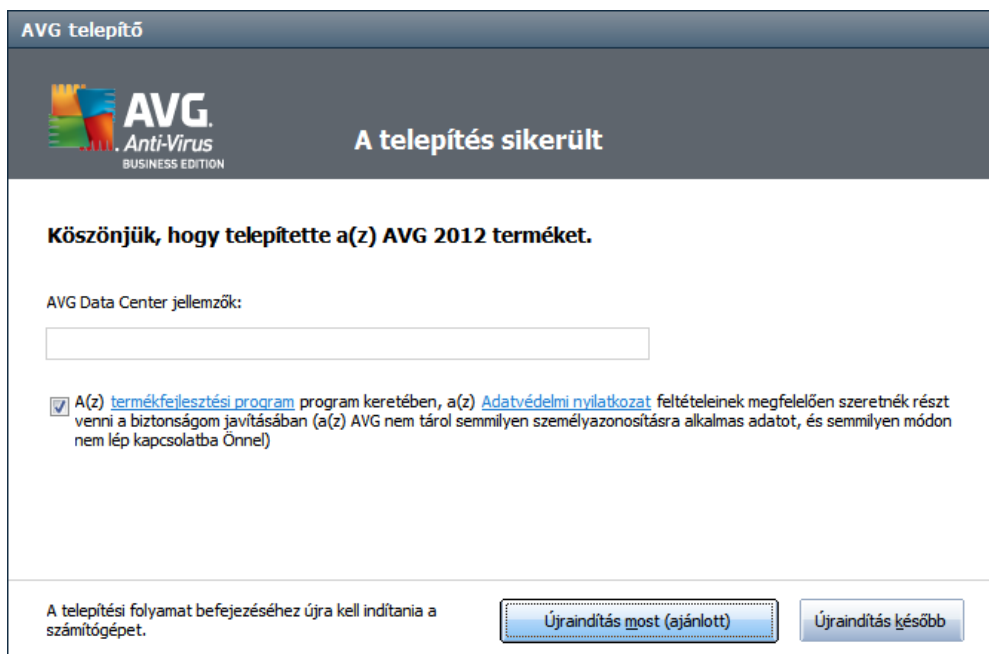 AVG telepítő
AVG.
Anti-Virus
BUSINESS EDITION
A telepítés sikerült
Köszönjük, hogy telepítette a(z) AVG 2012 terméket.
AVG Data Center jellemzők:
A(z) termékfejlesztési program program keretében, a(z) Adatvédelmi nyilatkozat feltételeinek megfelelően szeretnék részt
venni a biztonságom javításában (a(z) AVG nem tárol semmilyen személyazonosításra alkalmas adatot, és semmilyen módon
nem lép kapcsolatba Önnel)
A telepítési folyamat befejezéséhez újra kell indítania a
számítógépet.
Újraindítás most (ajánlott)
Újraindítás később